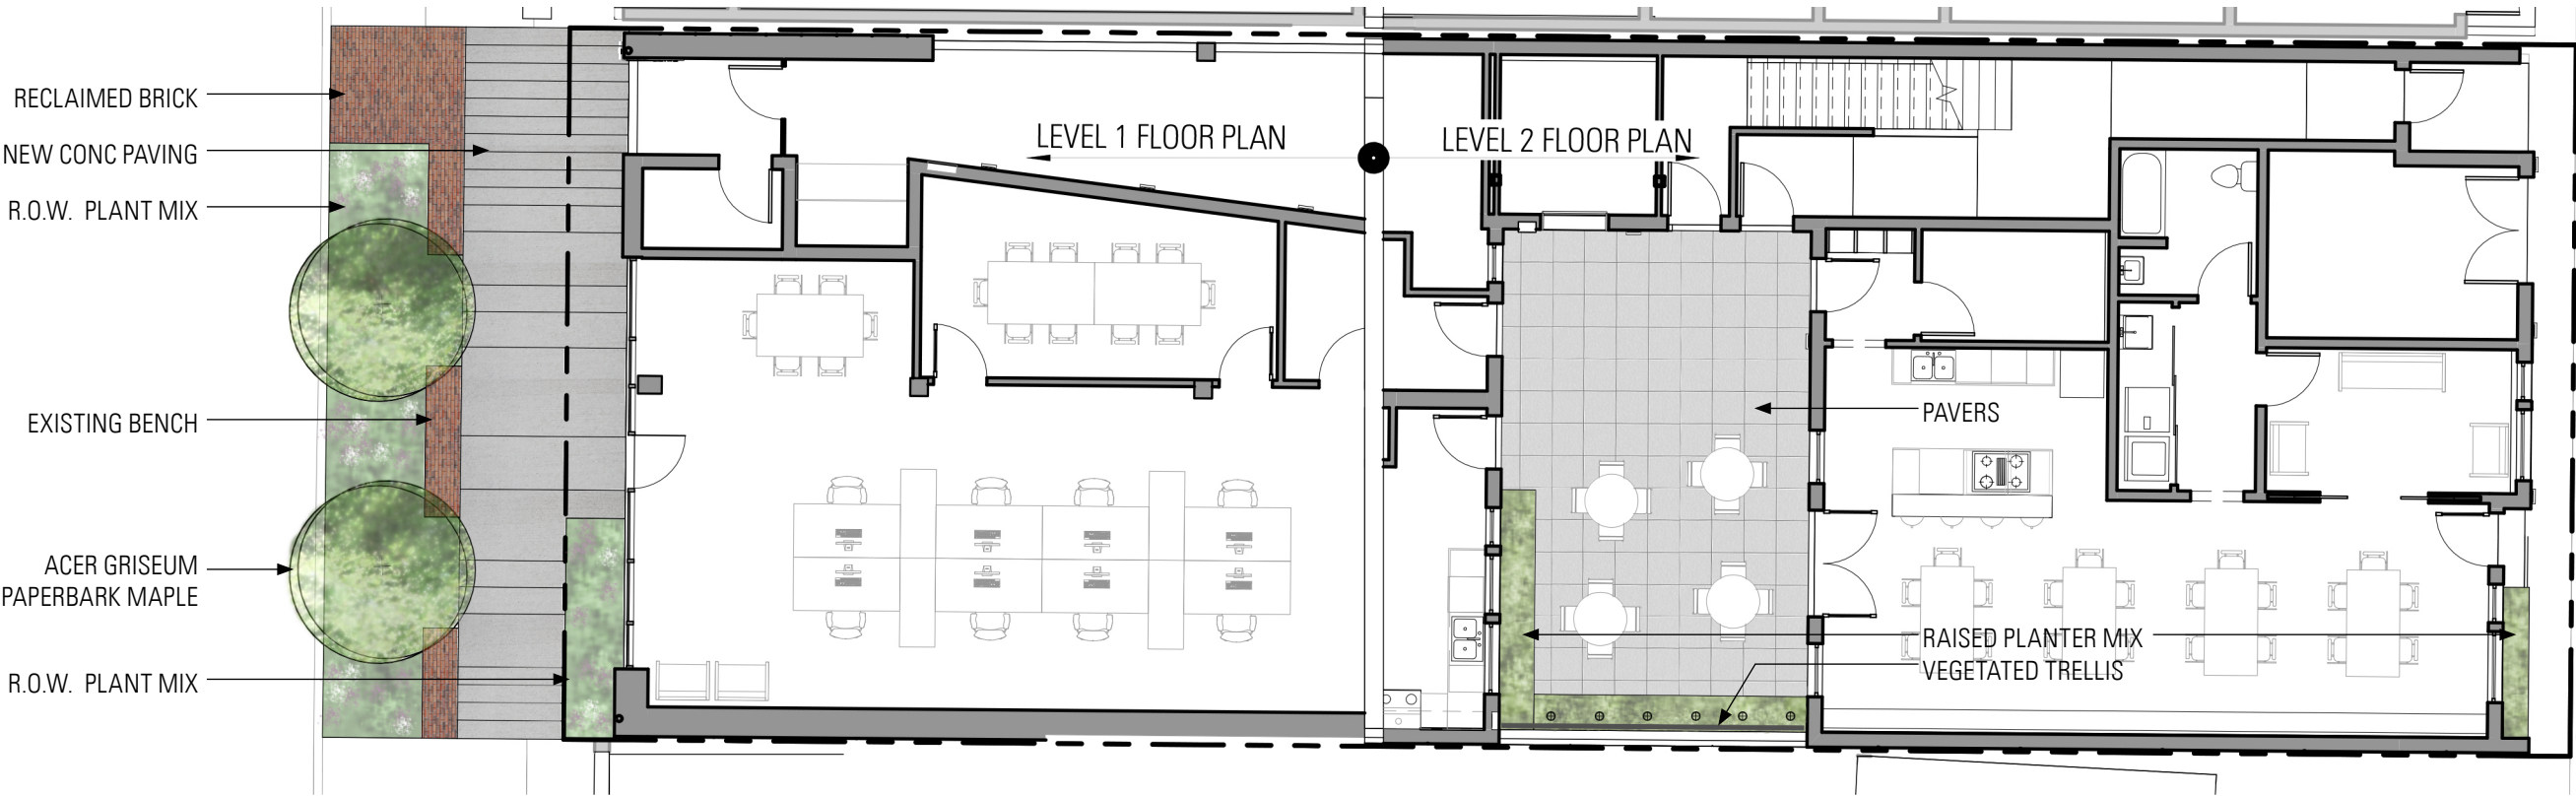 RECLAIMED BRICK
NEW CONC PAVING
R.O.W. PLANT MIX
EXISTING BENCH
ACER GRISEUM
PAPERBARK MAPLE
R.O.W. PLANT MIX
LEVEL 1 FLOOR PLAN
LEVEL 2 FLOOR PLAN
PAVERS
RAISED PLANTER MIX
VEGETATED TRELLIS